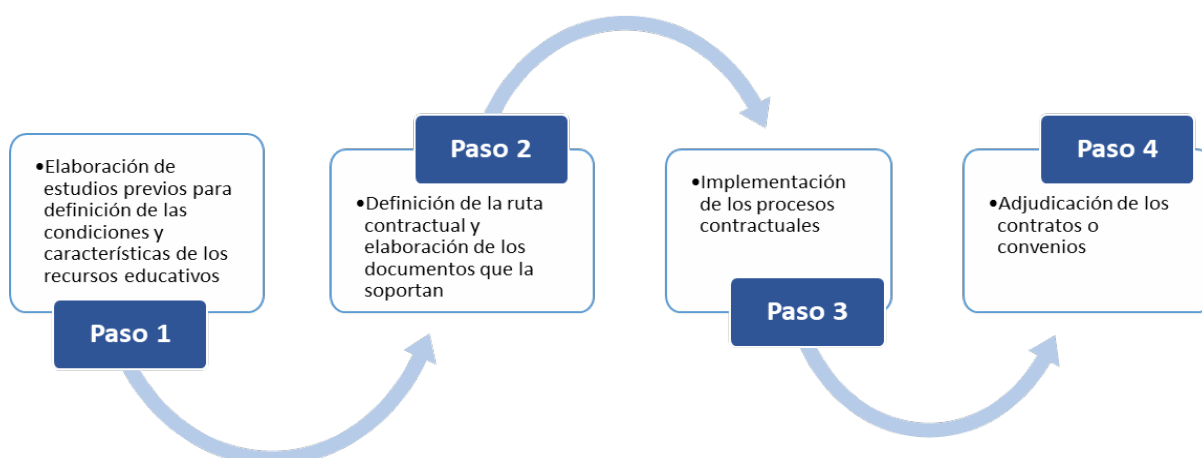 •Elaboración de
estudios previos para
definición de las
condiciones y
características de los
recursos educativos
Paso 1
Paso 2
•Definición de la ruta
contractual y
elaboración de los
documentos que la
soportan
•Implementación
de los procesos
contractuales
Paso 3
Paso 4
•Adjudicación de los
contratos o
convenios